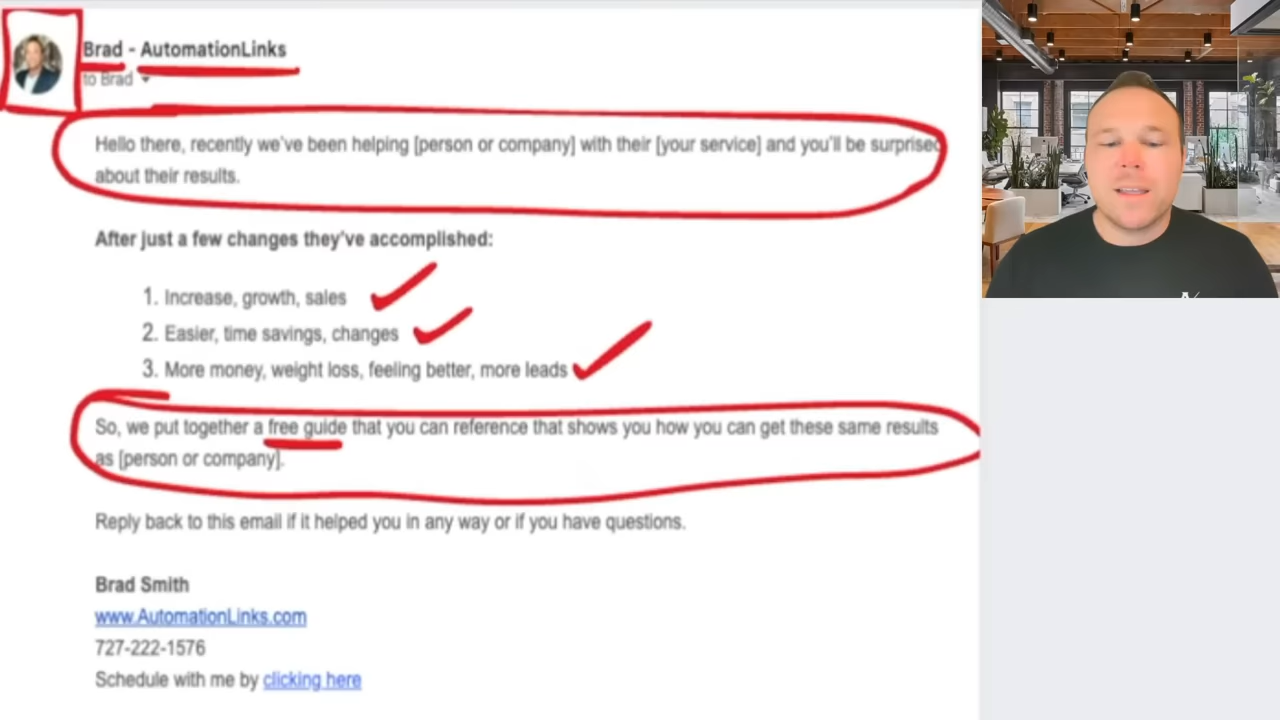 Brad - AutomationLinks
to Brad
Hello there, recently we've been helping [person or company] with their [your service] and you'll be surprised
about their results.
After just a few changes they've accomplished:
1. Increase, growth, sales
2. Easier, time savings, changes
3. More money, weight loss, feeling better, more leads
So, we put together a free guide that you can reference that shows you how you can get these same results
as [person or company].
Reply back to this email if it helped you in any way or if you have questions.
Brad Smith
www.AutomationLinks.com
727-222-1576
Schedule with me by clicking here